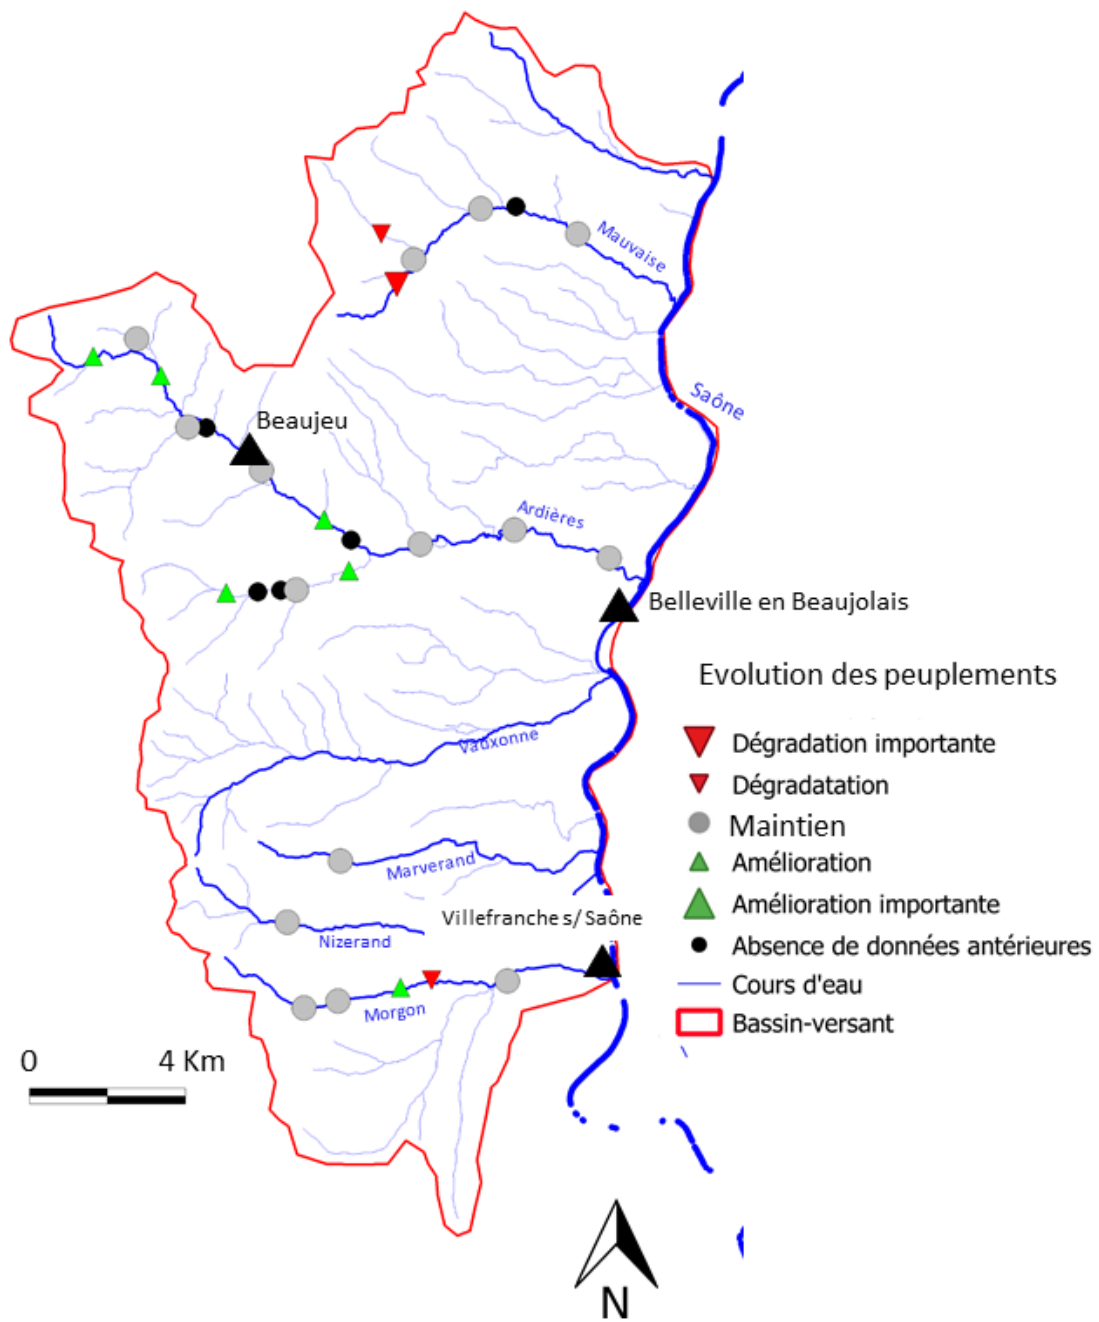 Mauvaise
Saône
Beaujeu
Ardières
Belleville en Beaujolais
Evolution des peuplements
Vauxonne
Dégradation importante
Dégradatation
Maintien
Marverand
Amélioration
Amélioration importante
Villefranche s/ Saône
Nizerand
Absence de données antérieures
Cours d'eau
Morgon
Bassin-versant
0 4 Km
N